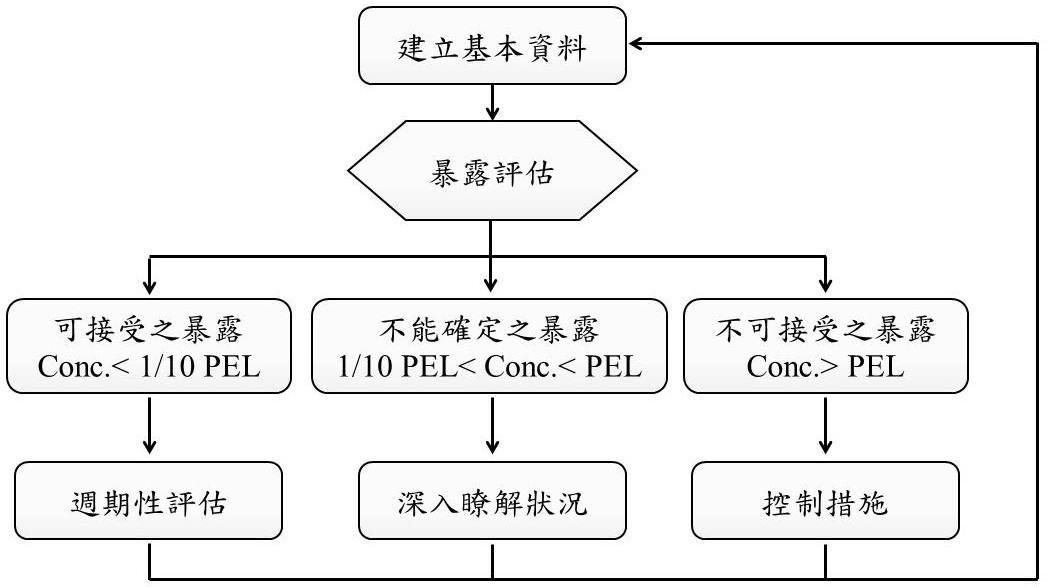 建立基本資料
暴露評估
可接受之暴露
Conc.< 1/10 PEL
不能確定之暴露
1/10 PEL< Conc.< PEL
不可接受之暴露
Conc.> PEL
週期性評估
深入瞭解狀況
控制措施